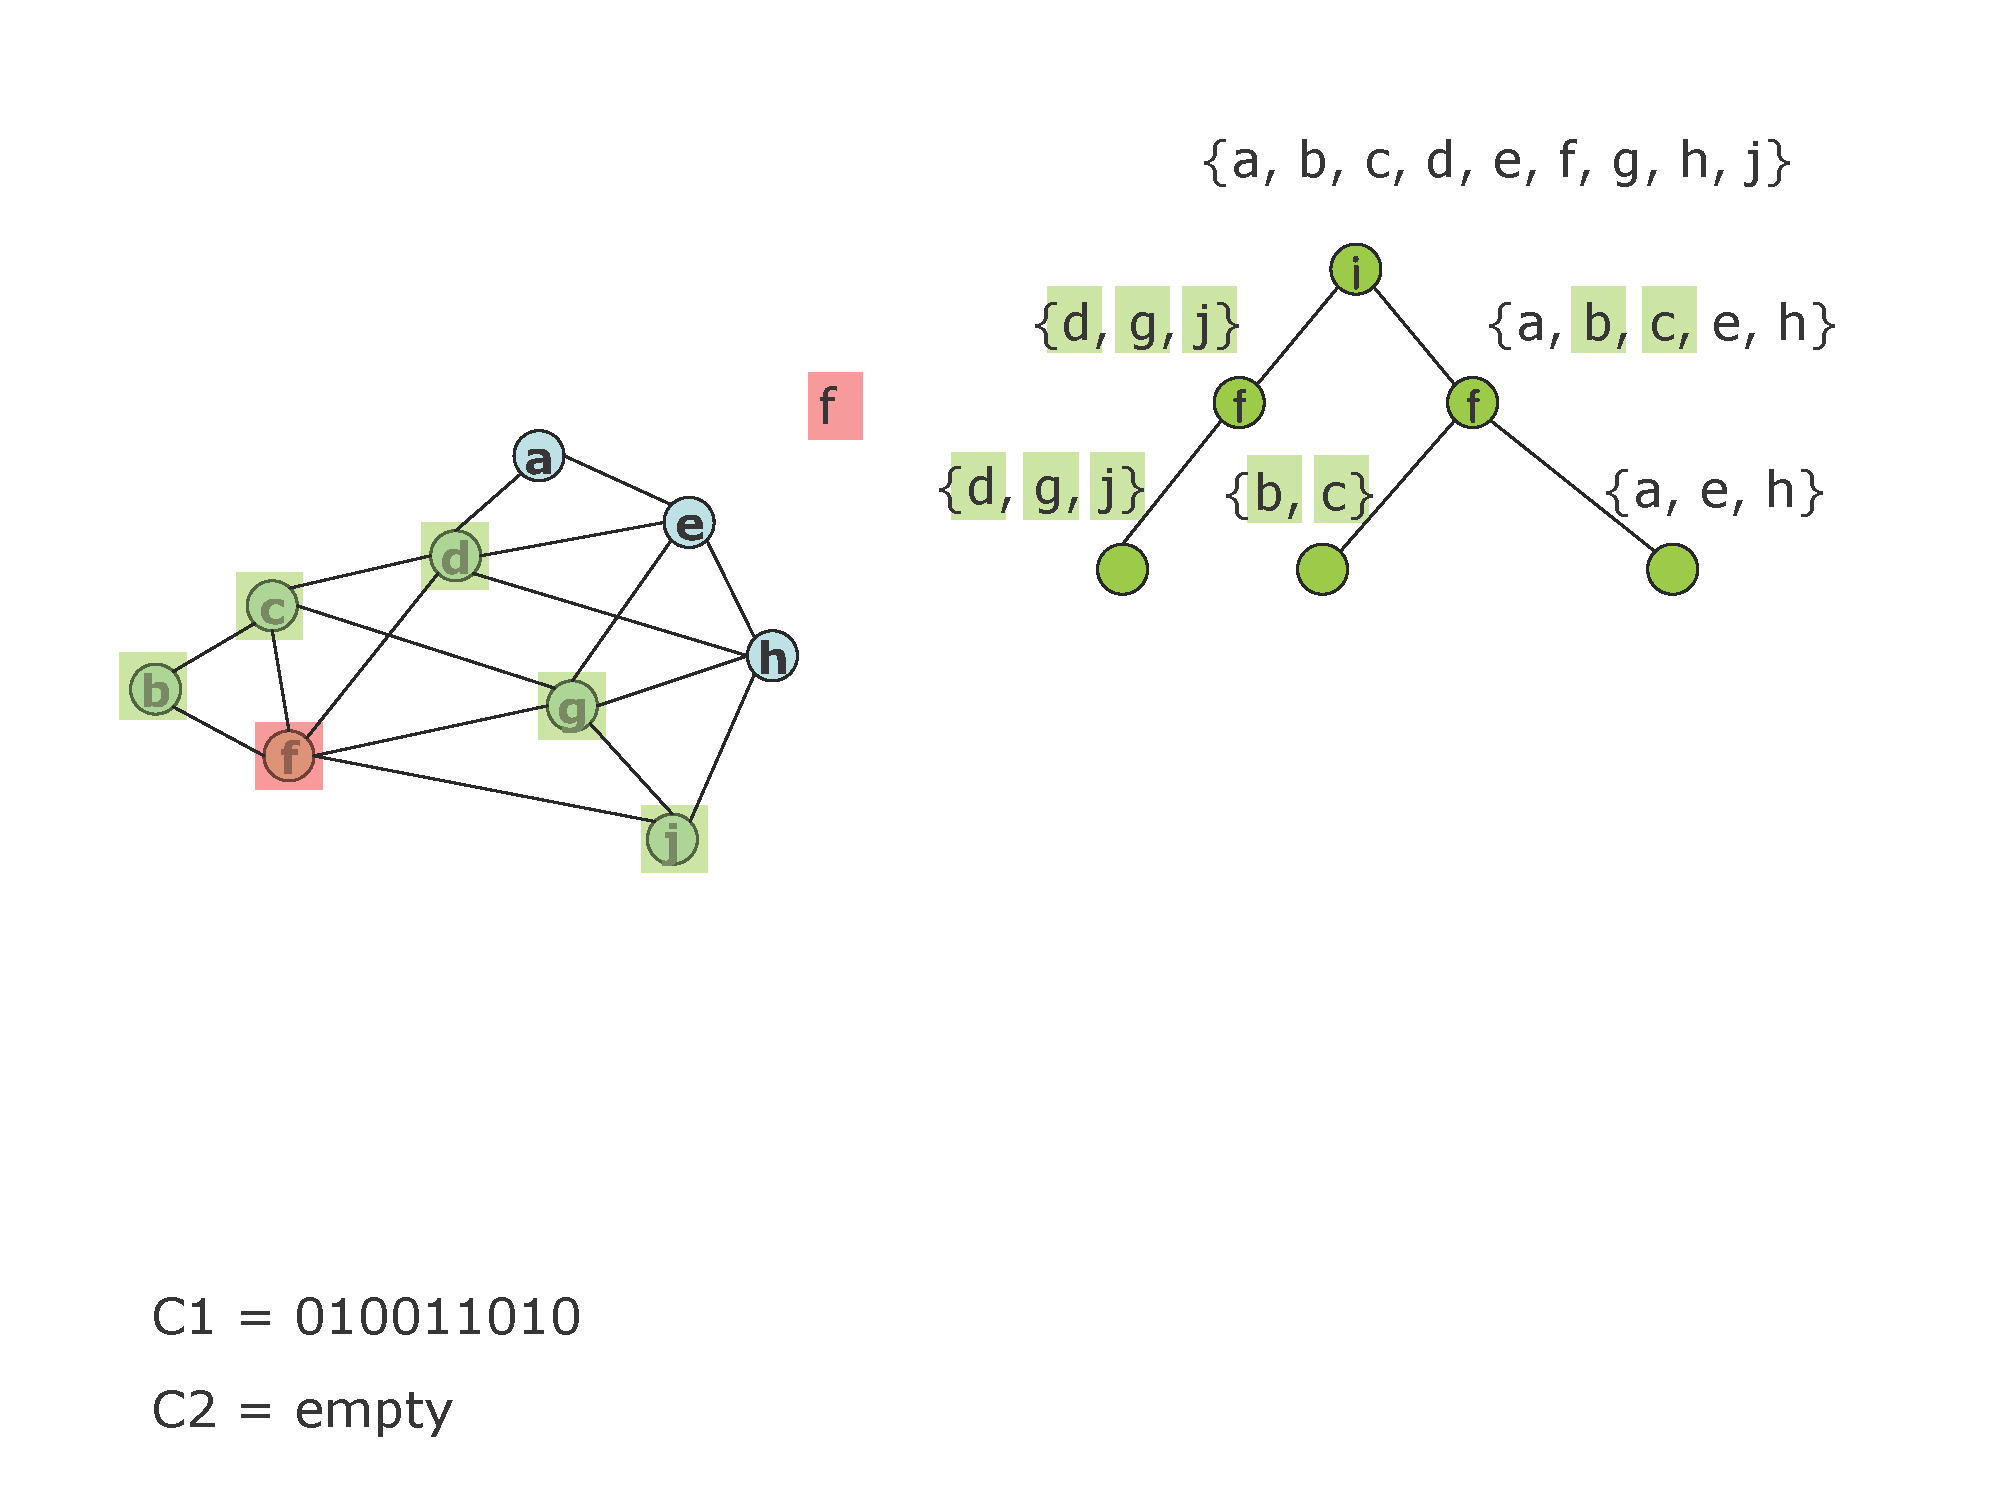 {a, b, c, d, e, f, g, h, j}
i
{d, g, j}
{a, b, c, e, h}
f
f
f
a
{d, g, j}
{b, c}
{a, e, h}
e
d
c
h
b
g
f
j
C1 = 010011010
C2 = empty